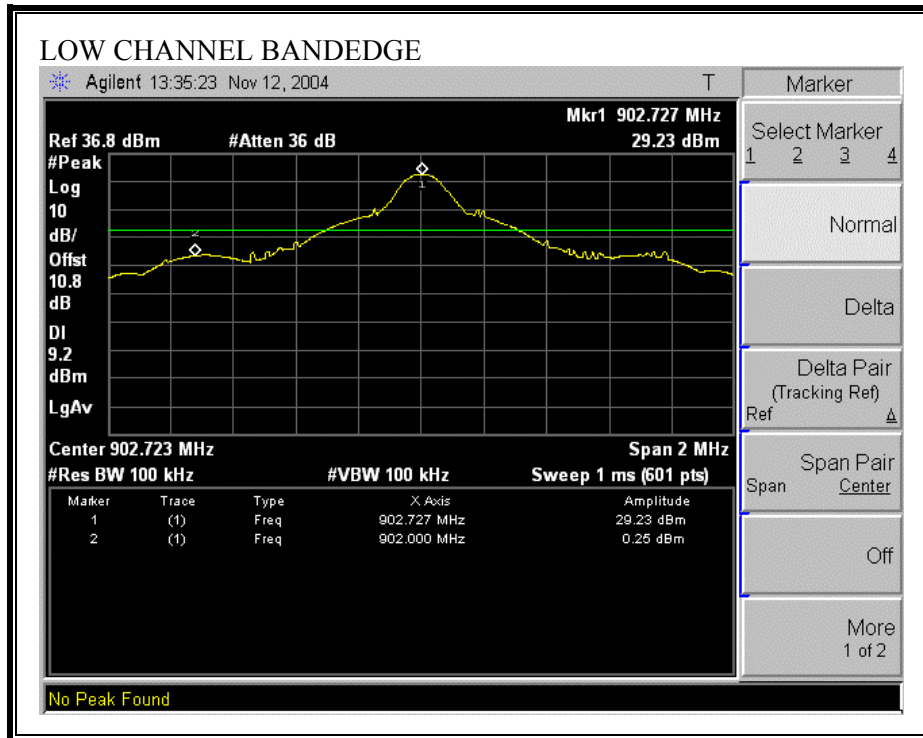 LOW CHANNEL BANDEDGE
Agilent 13:35:23 Nov 12, 2004 T
Marker
Mkr1 902.727 MHz
Ref 36.8 dBm #Atten 36 dB 29.23 dBm
#Peak
Log
10
dB/
Offst
10.8
dB
DI
9.2
dBm
LgAv
1
2
Center 902.723 MHz Span 2 MHz
#Res BW 100 kHz #VBW 100 kHz Sweep 1 ms (601 pts)
Marker Trace Type X Axis Amplitude
1 (1) Freq 902.727 MHz 29.23 dBm
2 (1) Freq 902.000 MHz 0.25 dBm
No Peak Found
Select Marker
1 2 3 4
Normal
Delta
Delta Pair
(Tracking Ref)
Ref Δ
Span Pair
Span Center
Off
More
1 of 2